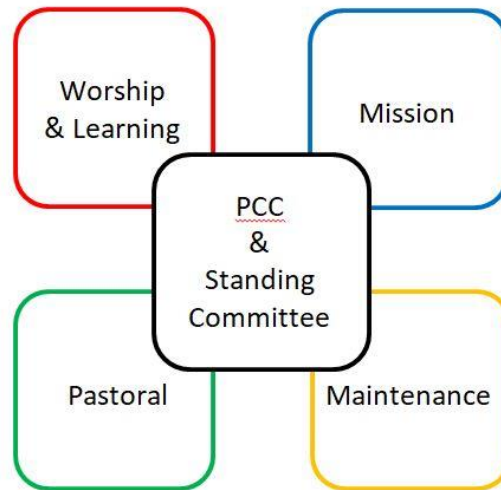 Worship
& Learning
Mission
PCC
&
Standing
Committee
Pastoral
Maintenance